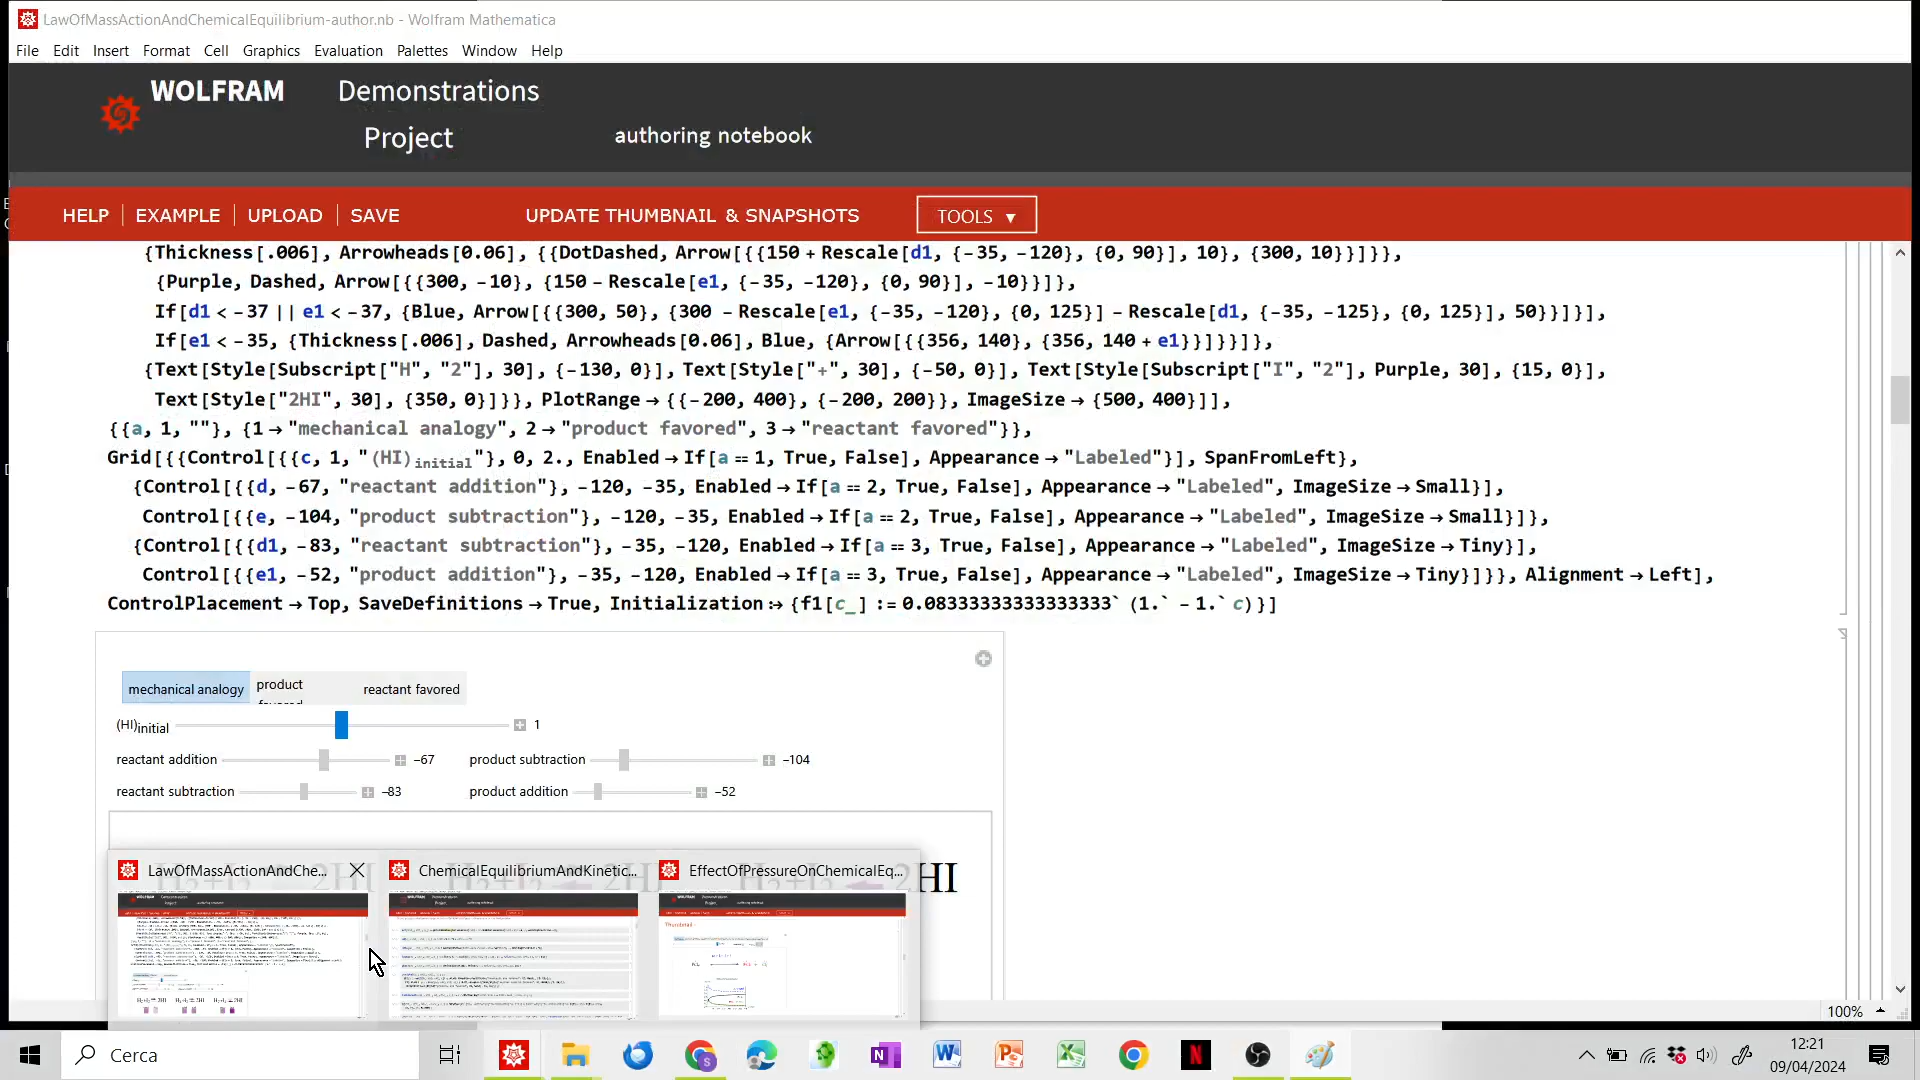 LawOfMassActionAndChemicalEquilibrium-author.nb - Wolfram Mathematica
File Edit Insert Format Cell Graphics Evaluation Palettes Window Help
WOLFRAM Demonstrations Project authoring notebook
HELP EXAMPLE UPLOAD SAVE UPDATE THUMBNAIL & SNAPSHOTS TOOLS ▼
{Thickness[.006], Arrowheads[0.06], {{DotDashed, Arrow[{{150 + Rescale[d1, {-35, -120}, {0, 90}], 10}, {300, 10}}]}},
{Purple, Dashed, Arrow[{{300, -10}, {150 - Rescale[e1, {-35, -120}, {0, 90}], -10}}]},
If[d1 < -37 || e1 < -37, {Blue, Arrow[{{300, 50}, {300 - Rescale[e1, {-35, -120}, {0, 125}] - Rescale[d1, {-35, -125}, {0, 125}], 50}}]}],
If[e1 < -35, {Thickness[.006], Dashed, Arrowheads[0.06], Blue, {Arrow[{{356, 140}, {356, 140 + e1}}]}}]},
{Text[Style[Subscript["H", "2"], 30], {-130, 0}], Text[Style["+", 30], {-50, 0}], Text[Style[Subscript["I", "2"], Purple, 30], {15, 0}],
Text[Style["2HI", 30], {350, 0}]}}, PlotRange → {{-200, 400}, {-200, 200}}, ImageSize → {500, 400}]],
{{a, 1, ""}, {1 → "mechanical analogy", 2 → "product favored", 3 → "reactant favored"}},
Grid[{{Control[{{c, 1, "(HI)initial"}, 0, 2., Enabled → If[a == 1, True, False], Appearance → "Labeled"}], SpanFromLeft},
{Control[{{d, -67, "reactant addition"}, -120, -35, Enabled → If[a == 2, True, False], Appearance → "Labeled", ImageSize → Small}],
Control[{{e, -104, "product subtraction"}, -120, -35, Enabled → If[a == 2, True, False], Appearance → "Labeled", ImageSize → Small}]},
{Control[{{d1, -83, "reactant subtraction"}, -35, -120, Enabled → If[a == 3, True, False], Appearance → "Labeled", ImageSize → Tiny}],
Control[{{e1, -52, "product addition"}, -35, -120, Enabled → If[a == 3, True, False], Appearance → "Labeled", ImageSize → Tiny}]}}, Alignment → Left],
ControlPlacement → Top, SaveDefinitions → True, Initialization :→ {f1[c_] := 0.08333333333333333` (1.` - 1.` c)}]
mechanical analogy product favored reactant favored
(HI)initial 1
reactant addition -67 product subtraction -104
reactant subtraction -83 product addition -52
LawOfMassActionAndChe... ChemicalEquilibriumAndKinetic... EffectOfPressureOnChemicalEq...
100%
Cerca
12:21
09/04/2024